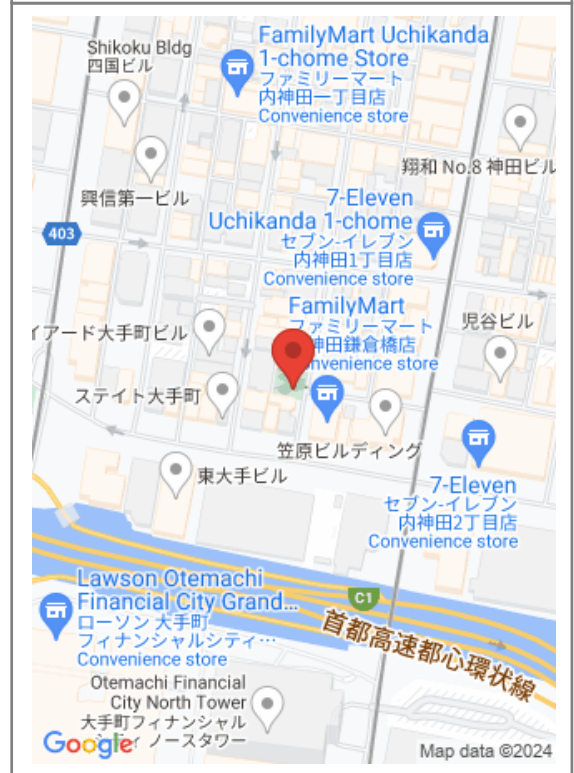 Shikoku Bldg
四国ビル
FamilyMart Uchikanda
1-chome Store
ファミリーマート
内神田一丁目店
Convenience store
翔和 No.8 神田ビル
興信第一ビル
7-Eleven
Uchikanda 1-chome
セブン-イレブン
内神田1丁目店
Convenience store
403
FamilyMart
ファミリーマート
神田鎌倉橋店
nvenience store
イアード大手町ビル
児谷ビル
ステイト大手町
笠原ビルディング
東大手ビル
7-Eleven
セブン-イレブン
内神田2丁目店
Convenience store
Lawson Otemachi
Financial City Grand...
ローソン 大手町
フィナンシャルシティ…
Convenience store
C1
首都高速都心環状線
Otemachi Financial
City North Tower
大手町フィナンシャル
ィ ノースタワー
Google
Map data ©2024